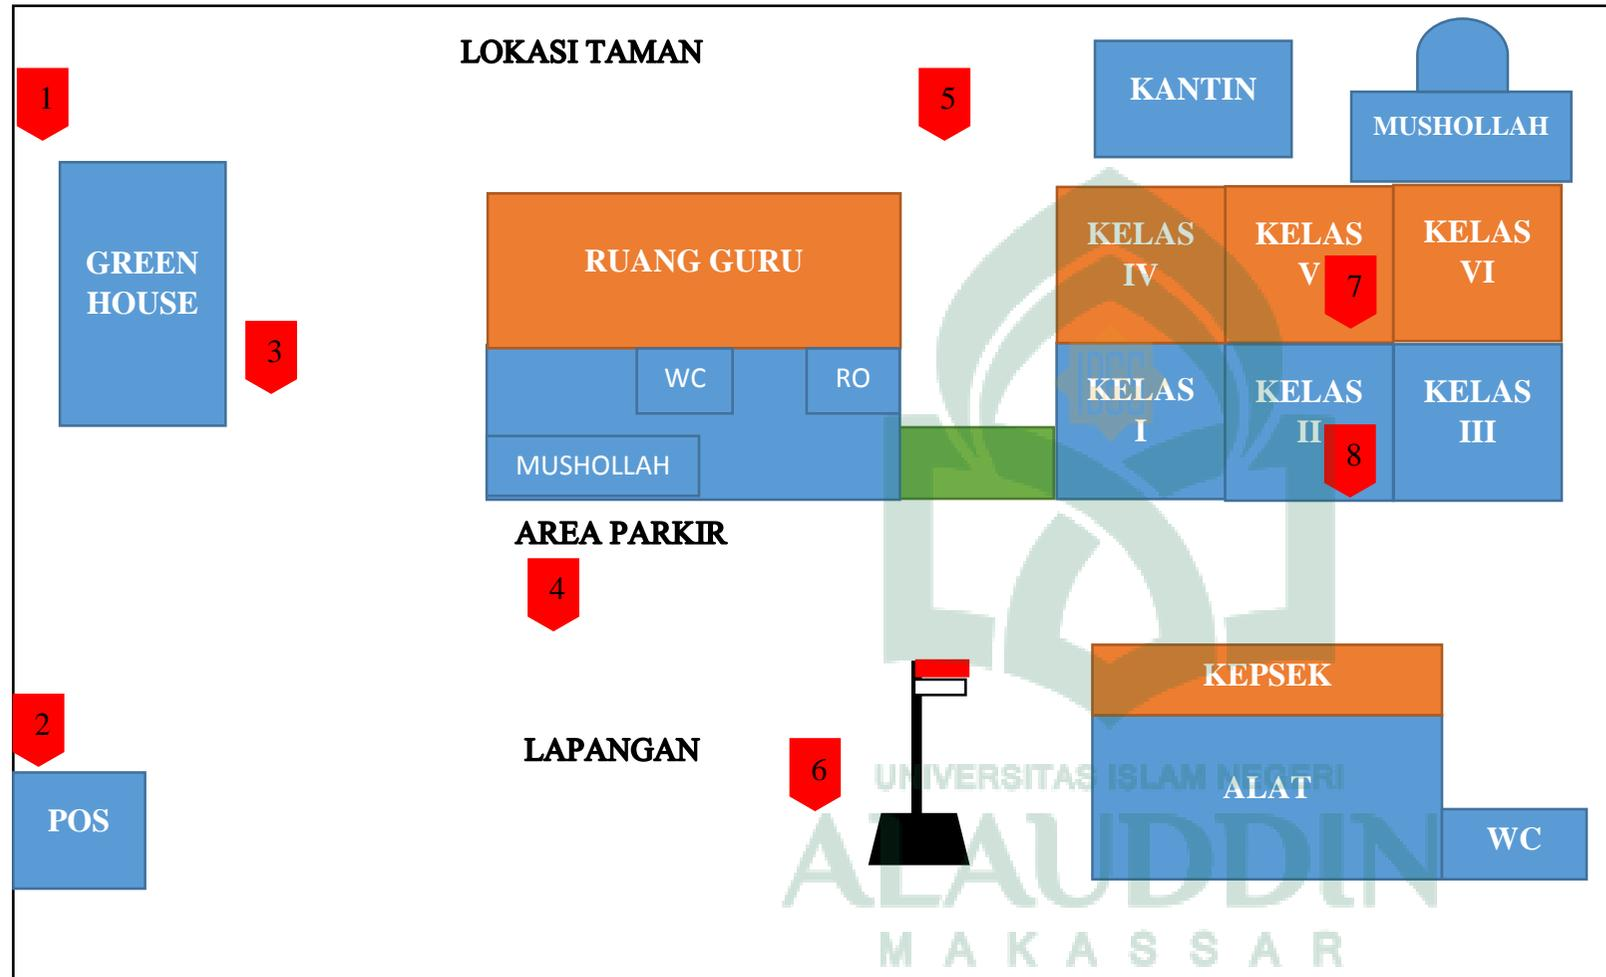 LOKASI TAMAN
1
5
KANTIN
MUSHOLLAH
GREEN
HOUSE
3
RUANG GURU
WC
RO
MUSHOLLAH
KELAS
IV
KELAS
V
7
KELAS
VI
KELAS
I
KELAS
II
8
KELAS
III
AREA PARKIR
4
2
POS
LAPANGAN
6
KEPSEK
ALAT
WC
UNIVERSITAS ISLAM NEGERI
ALAUDDIN
MAKASSAR